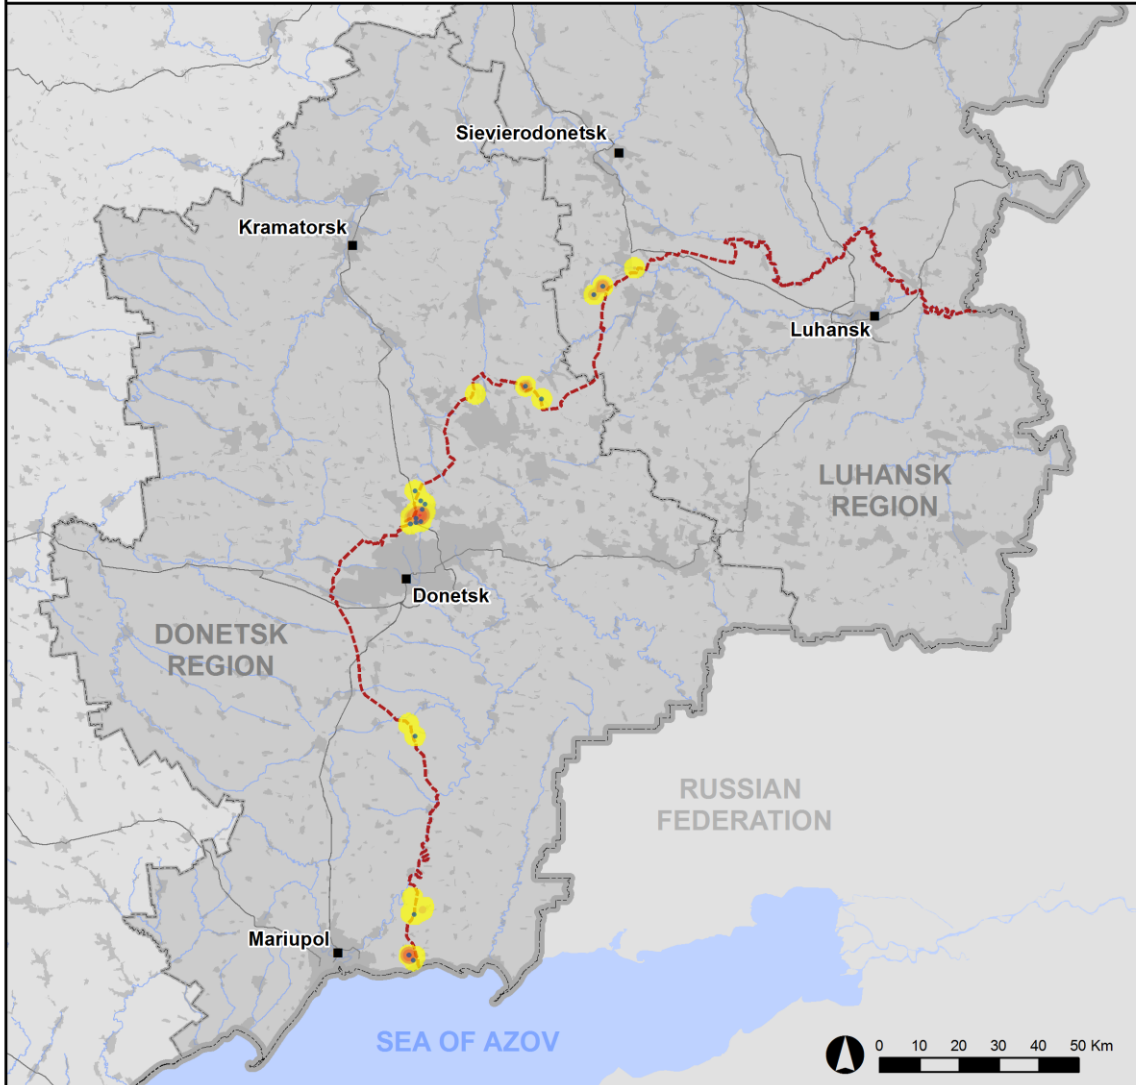 Sievierodonetsk
Kramatorsk
Luhansk
LUHANSK
REGION
Donetsk
DONETSK
REGION
RUSSIAN
FEDERATION
Mariupol
SEA OF AZOV
0 10 20 30 40 50 Km